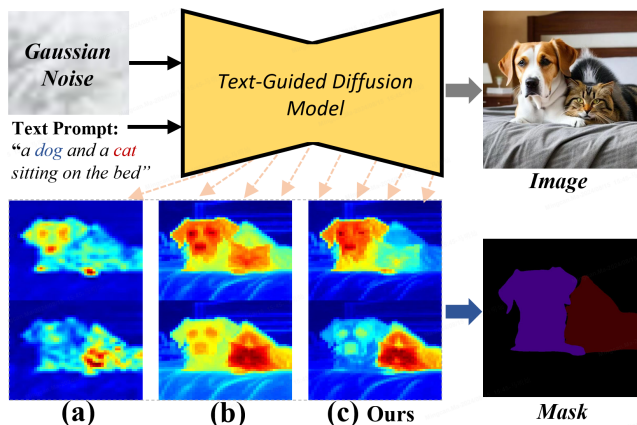 Gaussian
Noise
Text-Guided Diffusion
Model
Text Prompt:
“a dog and a cat
sitting on the bed”
Image
(a)
(b)
(c) Ours
Mask